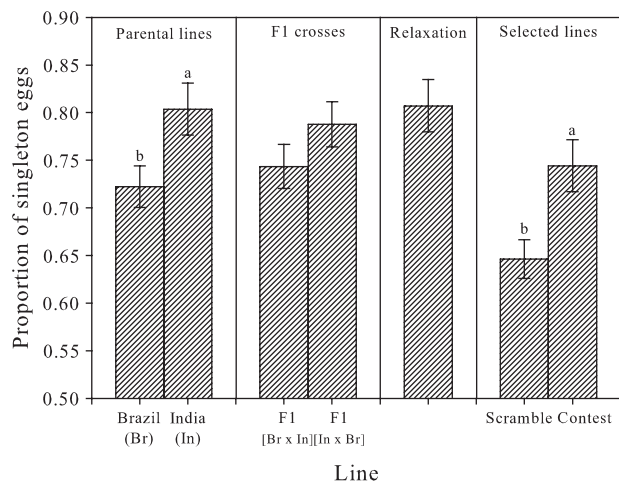 Parental lines
F1 crosses
Relaxation
Selected lines
Proportion of singleton eggs
0.90
0.85
0.80
0.75
0.70
0.65
0.60
0.55
0.50
b
a
b
a
Brazil
(Br)
India
(In)
F1
[Br x In]
F1
[In x Br]
Scramble
Contest
Line